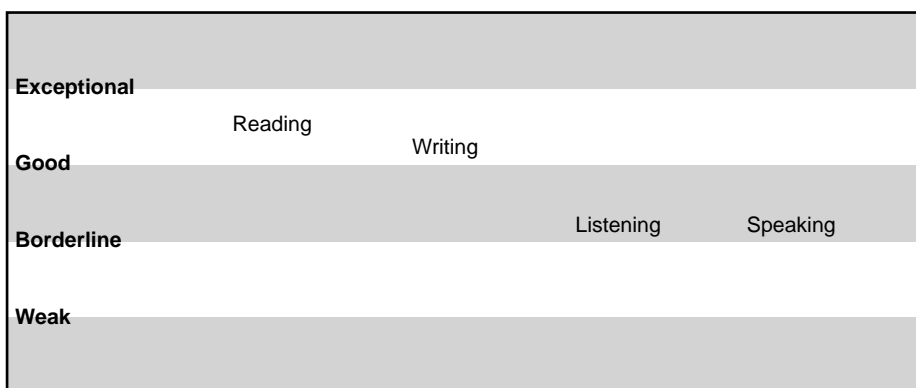 Exceptional
Reading
Writing
Good
Listening
Speaking
Borderline
Weak